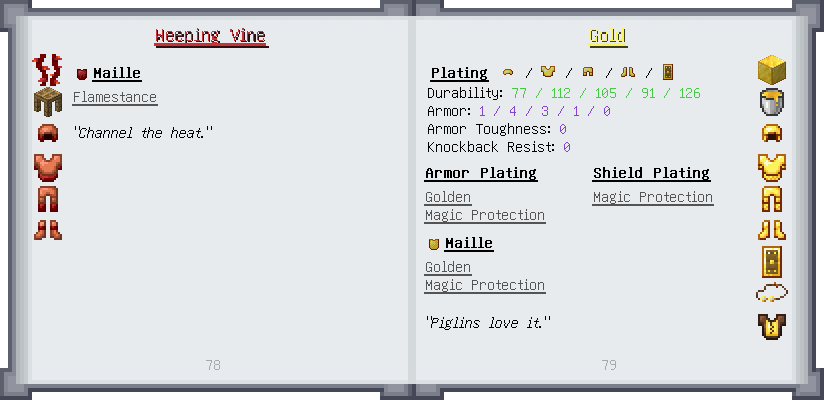 Weeping Vine
Maille
Flamestance
"Channel the heat."
78
Gold
Plating / / / /
Durability: 77 / 112 / 105 / 91 / 126
Armor: 1 / 4 / 3 / 1 / 0
Armor Toughness: 0
Knockback Resist: 0
Armor Plating
Golden
Magic Protection
Shield Plating
Magic Protection
Maille
Golden
Magic Protection
"Piglins love it."
79